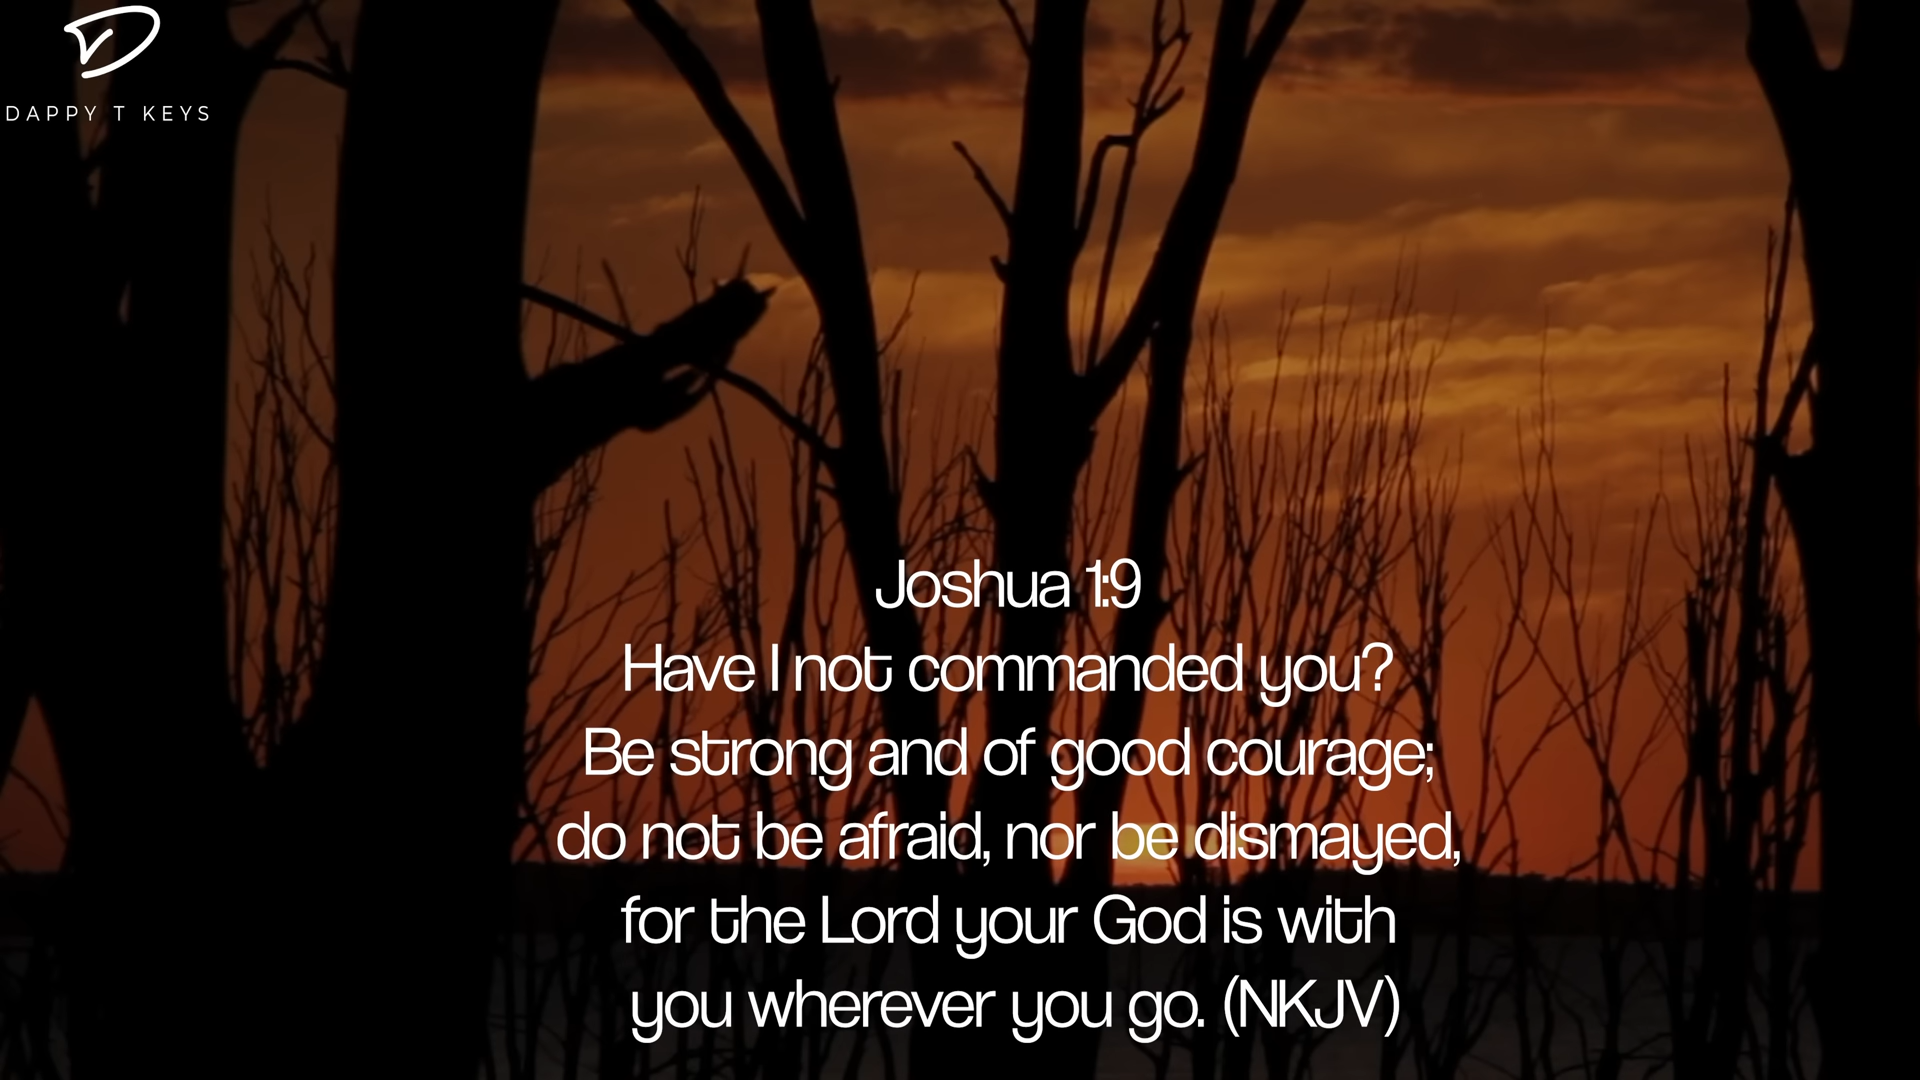 DAPPY T KEYS
Joshua 1:9
Have I not commanded you?
Be strong and of good courage;
do not be afraid, nor be dismayed,
for the Lord your God is with
you wherever you go. (NKJV)